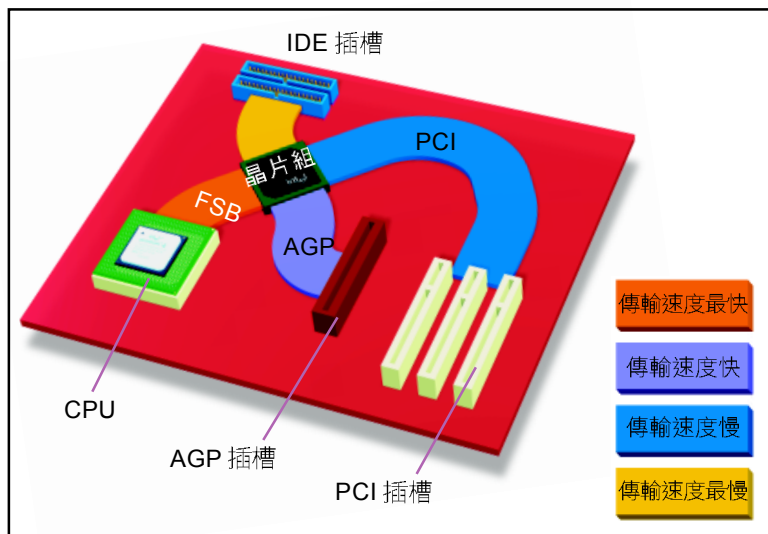 IDE 插槽
PCI
晶片組
FSB
AGP
傳輸速度最快
傳輸速度快
CPU
傳輸速度慢
AGP 插槽
PCI 插槽
傳輸速度最慢